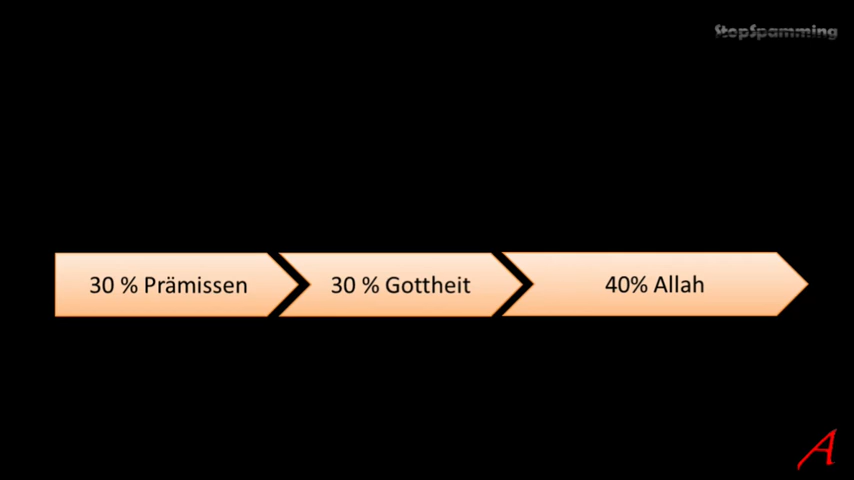 StopSpamming
30 % Prämissen
30 % Gottheit
40% Allah
A